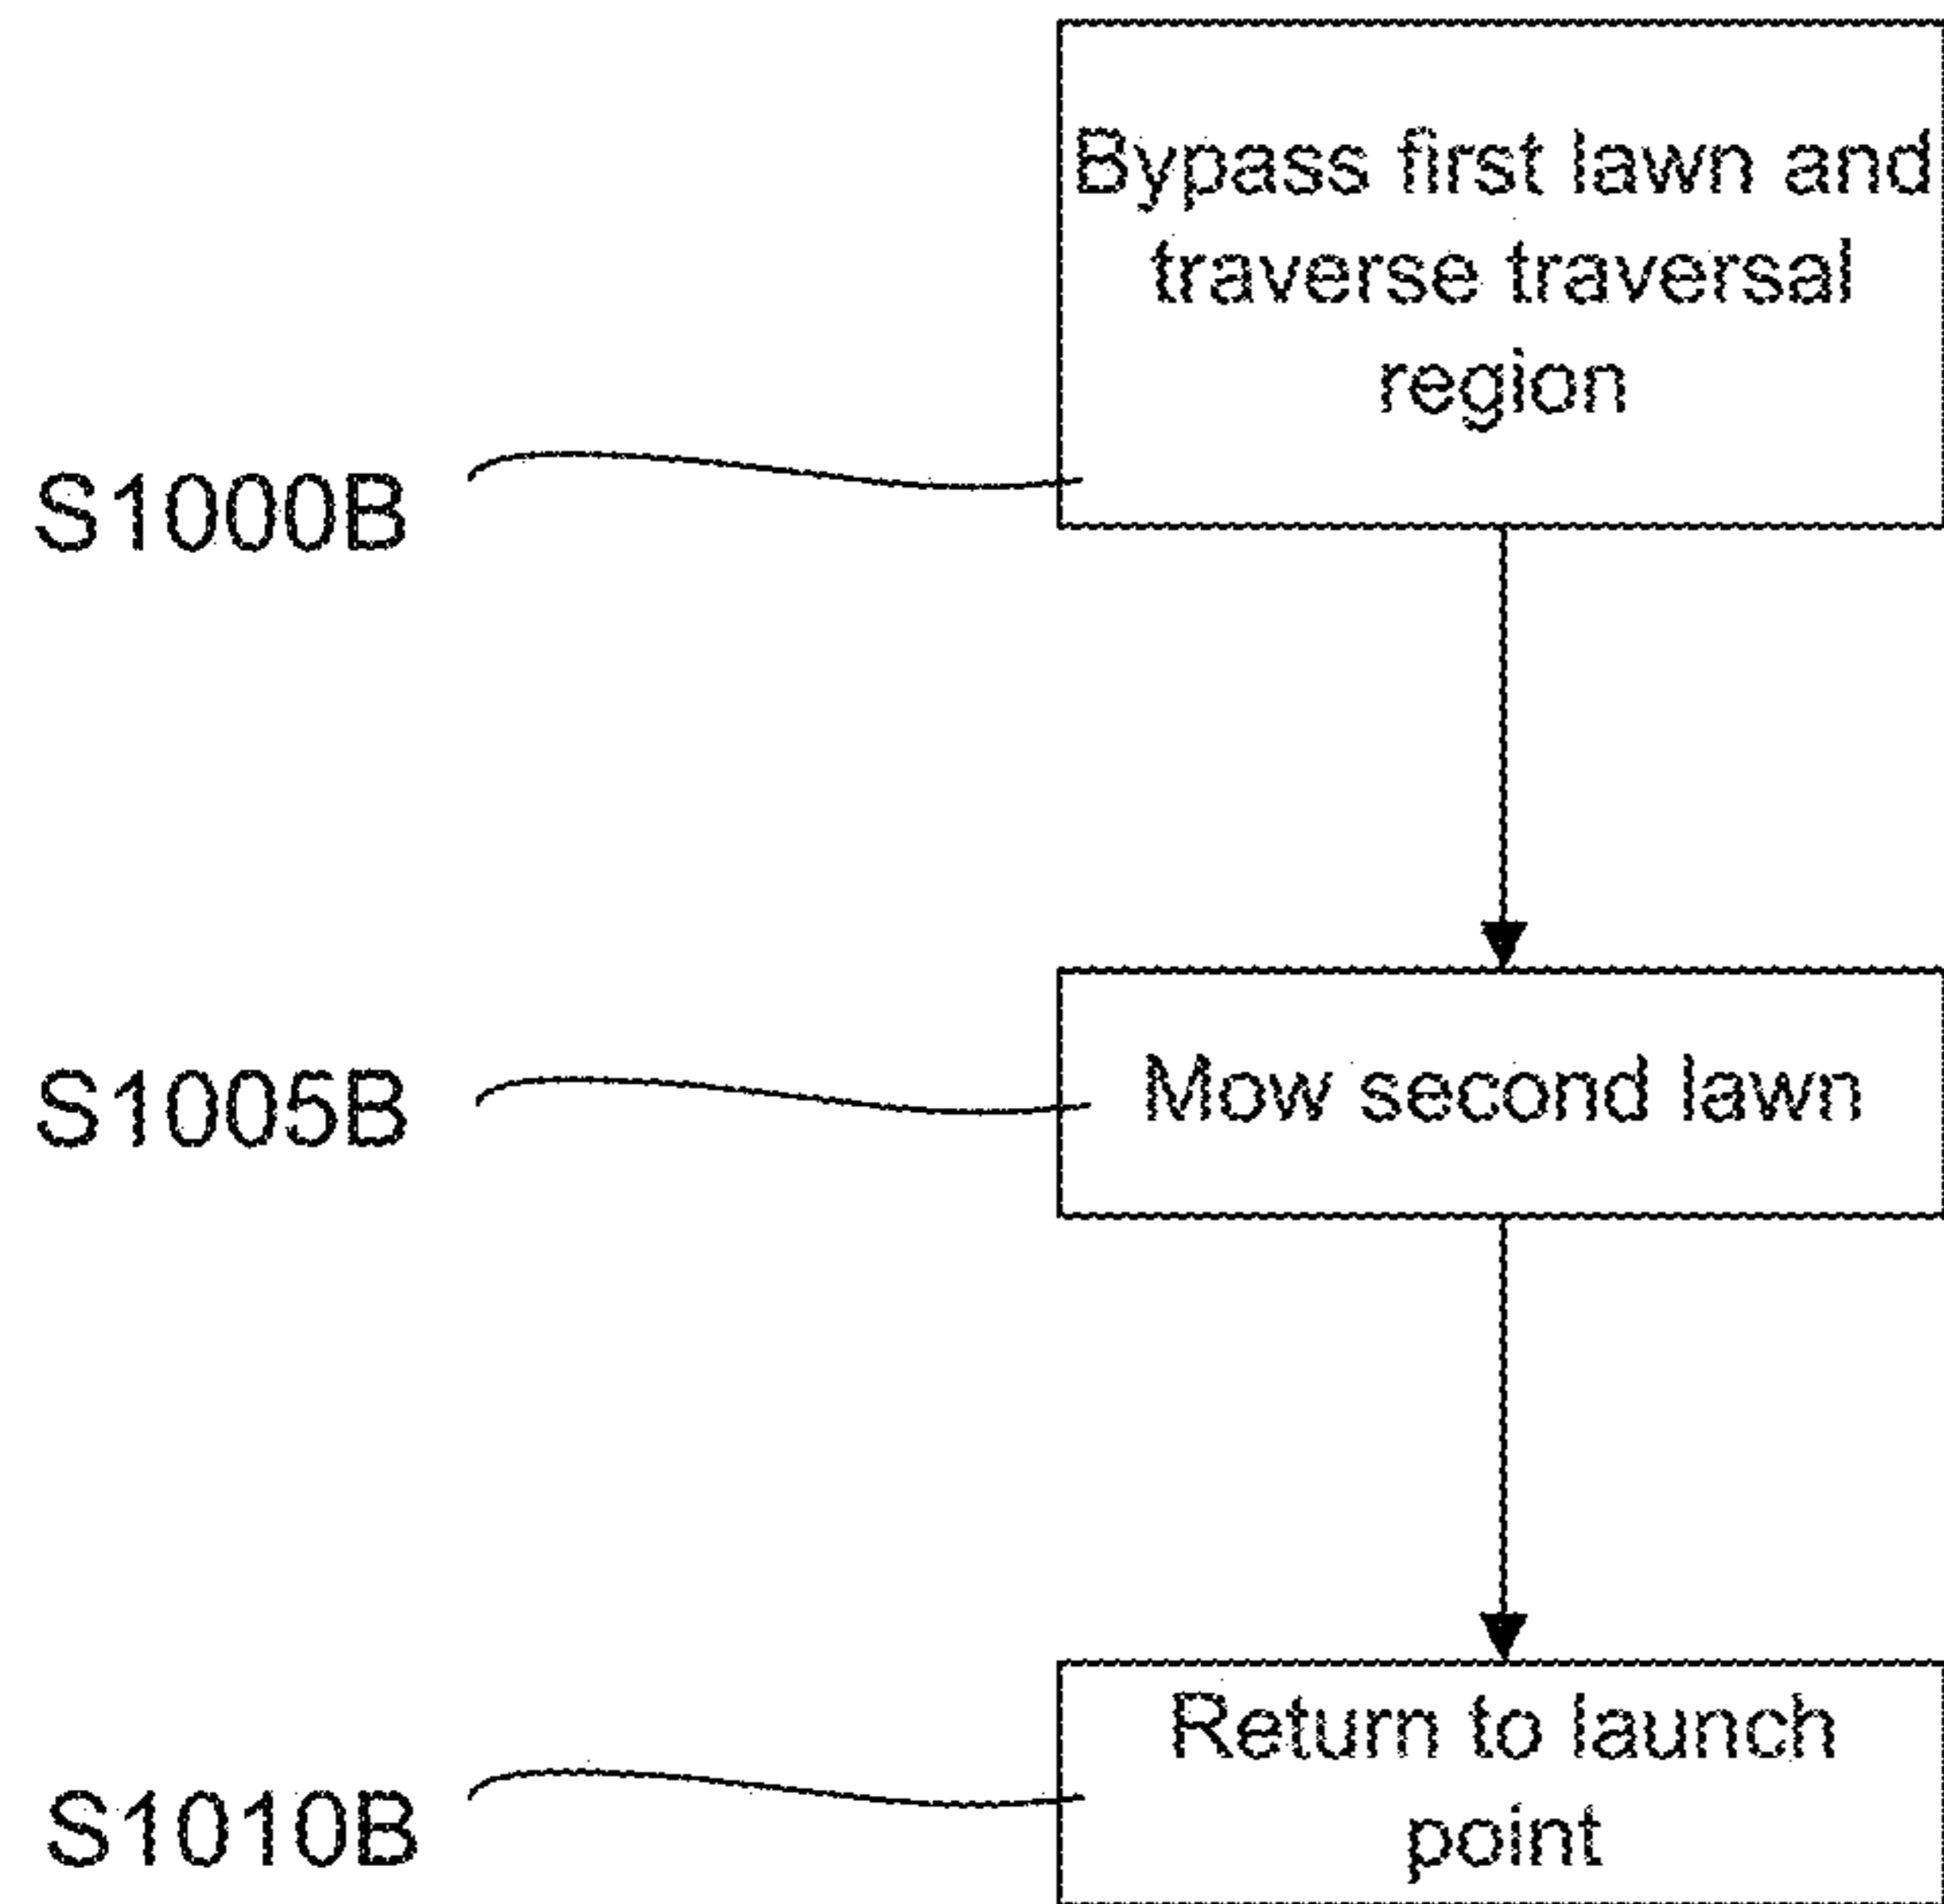 Bypass first lawn and
traverse traversal
region
S1000B
Mow second lawn
S1005B
Return to launch
point
S1010B